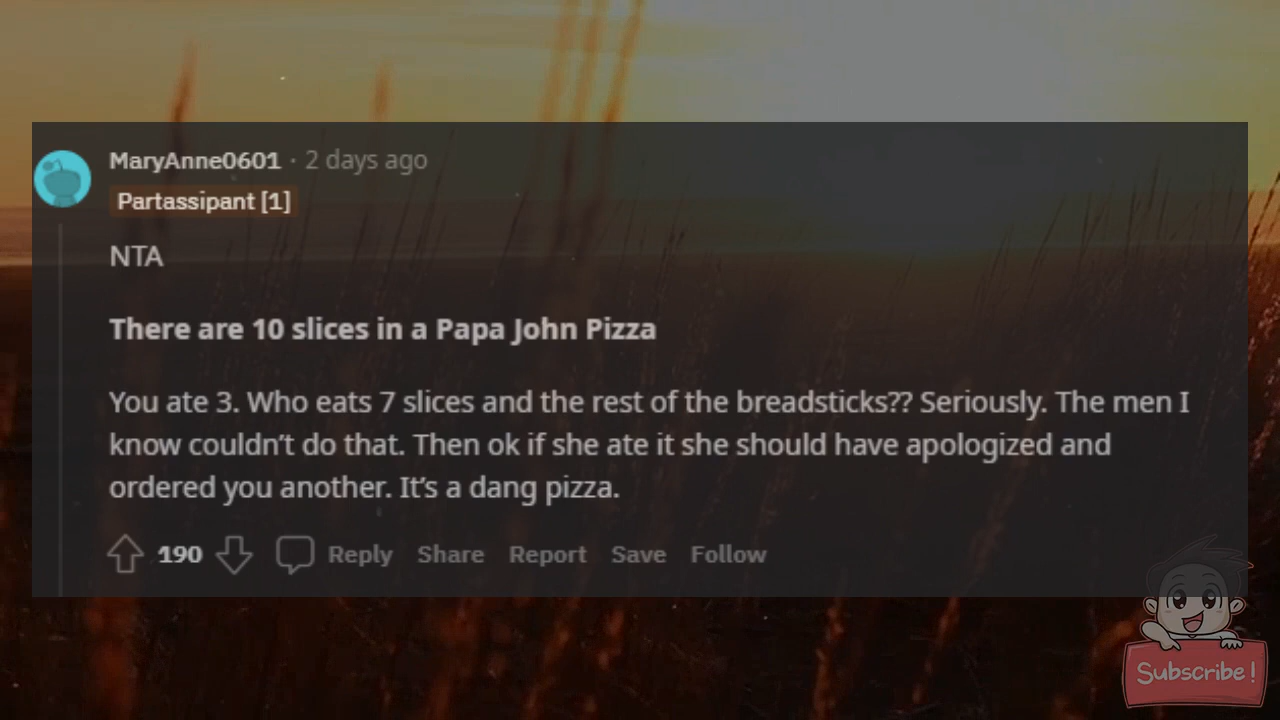 MaryAnne0601 · 2 days ago
Partassipant [1]
NTA
There are 10 slices in a Papa John Pizza
You ate 3. Who eats 7 slices and the rest of the breadsticks?? Seriously. The men I
know couldn't do that. Then ok if she ate it she should have apologized and
ordered you another. It's a dang pizza.
190 Reply Share Report Save Follow
Subscribe!